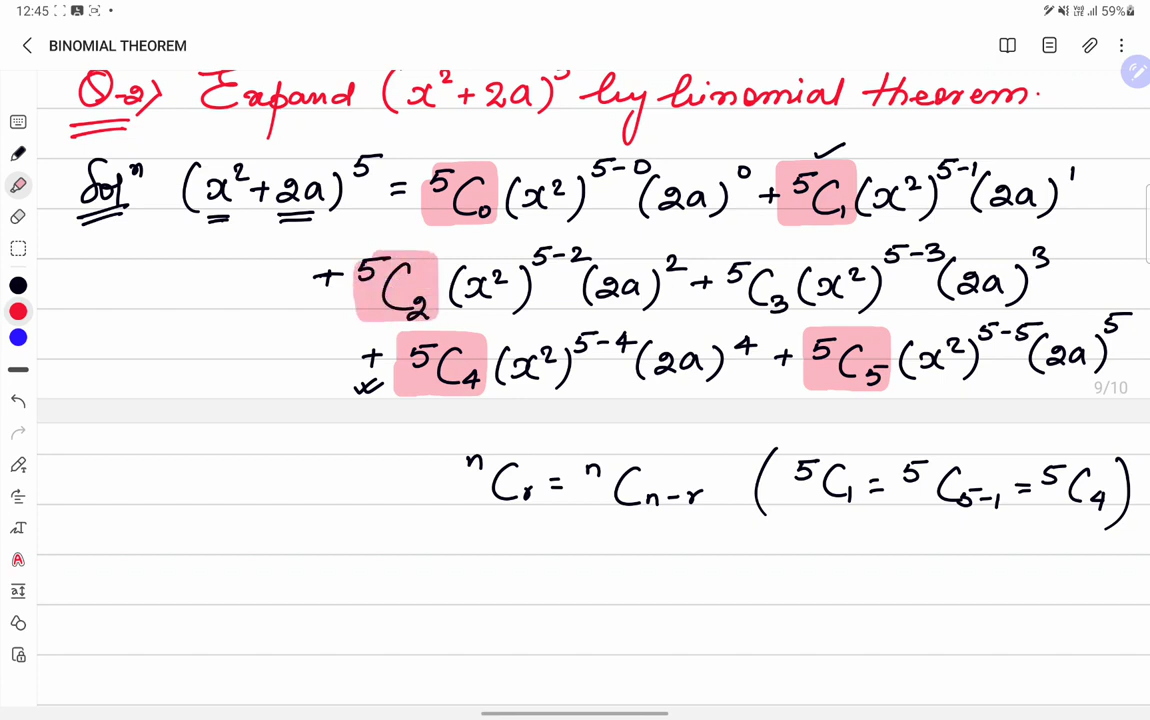 12:45 59%
BINOMIAL THEOREM
Q-2) Expand (x² + 2a)⁵ by binomial theorem.
Solⁿ (x² + 2a)⁵ = ⁵C₀ (x²)⁵⁻⁰ (2a)⁰ + ⁵C₁ (x²)⁵⁻¹ (2a)¹
+ ⁵C₂ (x²)⁵⁻² (2a)² + ⁵C₃ (x²)⁵⁻³ (2a)³
+ ⁵C₄ (x²)⁵⁻⁴ (2a)⁴ + ⁵C₅ (x²)⁵⁻⁵ (2a)⁵
9/10
ⁿCᵣ = ⁿCₙ₋ᵣ (⁵C₁ = ⁵C₅₋₁ = ⁵C₄)